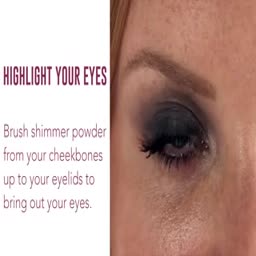 HIGHLIGHT YOUR EYES
Brush shimmer powder
from your cheekbones
up to your eyelids to
bring out your eyes.